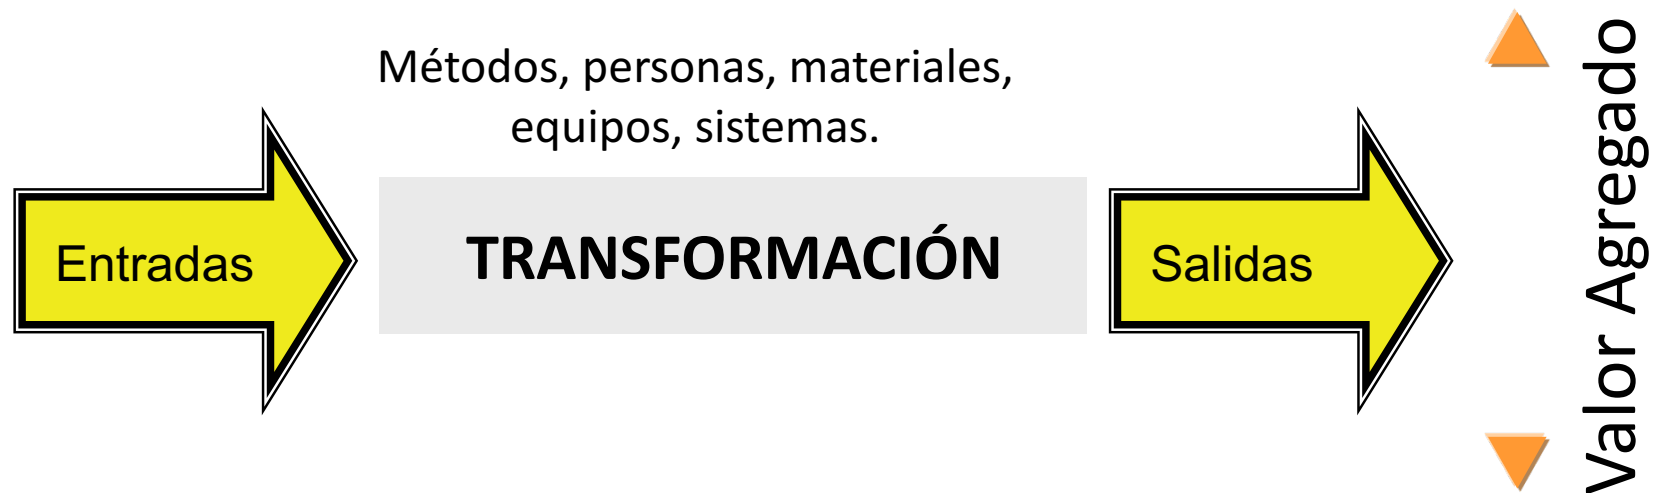 Métodos, personas, materiales,
equipos, sistemas.
Entradas
TRANSFORMACIÓN
Salidas
Valor Agregado